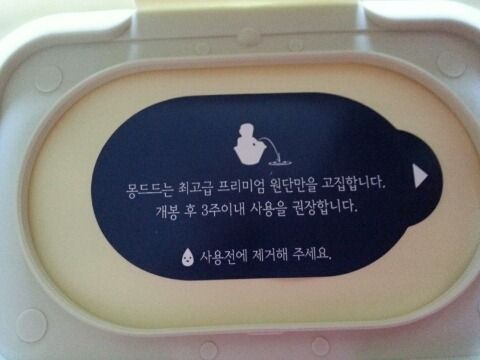 몽드드는 최고급 프리미엄 원단만을 고집합니다.
개봉 후 3주이내 사용을 권장합니다.
사용전에 제거해 주세요.